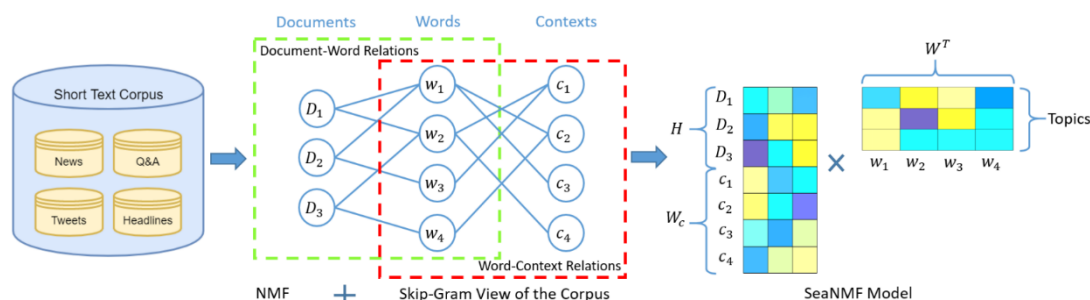 Documents Words Contexts
Document-Word Relations
Short Text Corpus
News
Q&A
Tweets
Headlines
D1
D2
D3
w1
w2
w3
w4
c1
c2
c3
c4
Word-Context Relations
NMF + Skip-Gram View of the Corpus
H
Wc
D1
D2
D3
c1
c2
c3
c4
×
W^T
Topics
w1 w2 w3 w4
SeaNMF Model